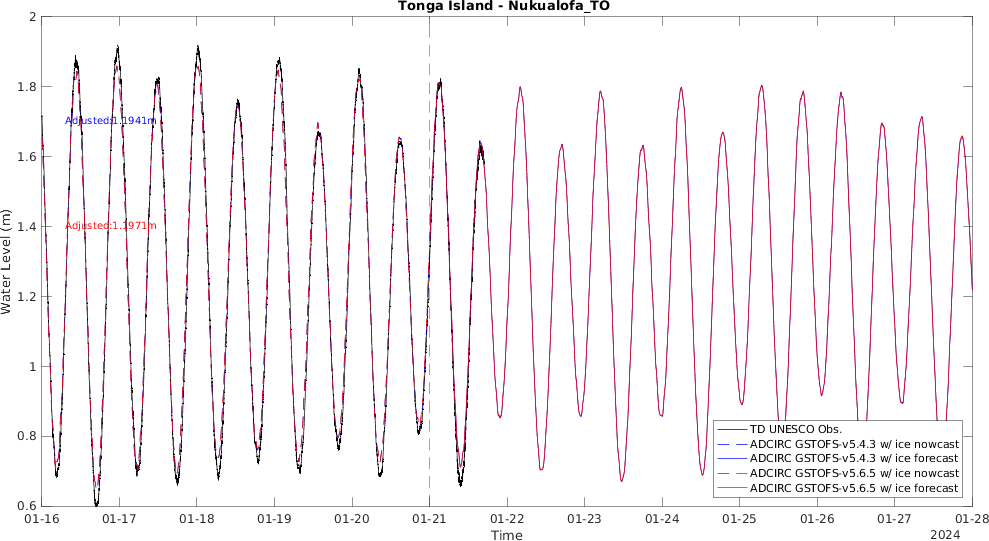 Tonga Island - Nukualofa_TO
2
1.8
1.6
1.4
1.2
1
0.8
0.6
Water Level (m)
Adjusted:1.1941m
Adjusted:1.1971m
TD UNESCO Obs.
ADCIRC GSTOFS-v5.4.3 w/ ice nowcast
ADCIRC GSTOFS-v5.4.3 w/ ice forecast
ADCIRC GSTOFS-v5.6.5 w/ ice nowcast
ADCIRC GSTOFS-v5.6.5 w/ ice forecast
01-16 01-17 01-18 01-19 01-20 01-21 01-22 01-23 01-24 01-25 01-26 01-27 01-28
Time
2024